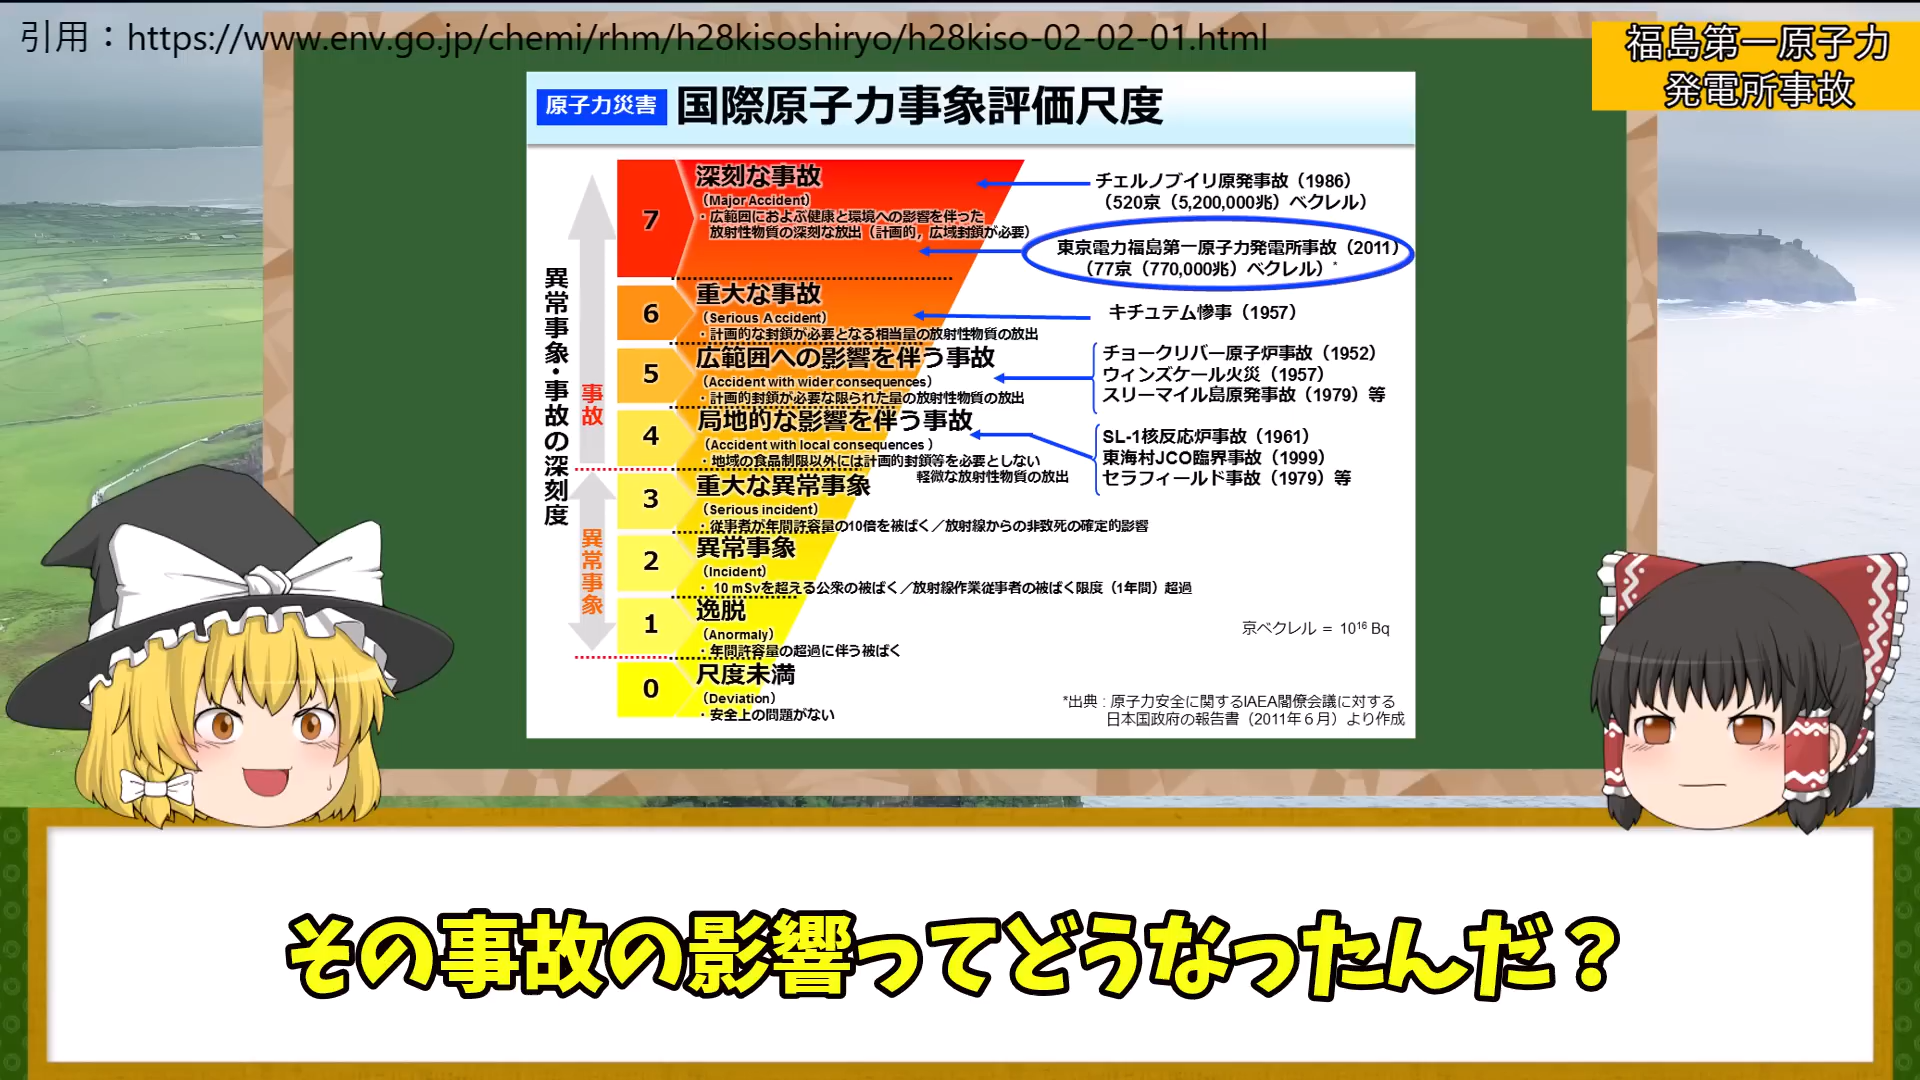 引用：https://www.env.go.jp/chemi/rhm/h28kisoshiryo/h28kiso-02-02-01.html
福島第一原子力
発電所事故
原子力災害
国際原子力事象評価尺度
異常事象・事故の深刻度
事故
異常事象
7
深刻な事故
（Major Accident）
・広範囲におよぶ健康と環境への影響を伴った
放射性物質の深刻な放出（計画的，広域封鎖が必要）
チェルノブイリ原発事故（1986）
（520京（5,200,000兆）ベクレル）
東京電力福島第一原子力発電所事故（2011）
（77京（770,000兆）ベクレル）*
6
重大な事故
（Serious Accident）
・計画的な封鎖が必要となる相当量の放射性物質の放出
キチュテム惨事（1957）
5
広範囲への影響を伴う事故
（Accident with wider consequences）
・計画的封鎖が必要な限られた量の放射性物質の放出
チョークリバー原子炉事故（1952）
ウィンズケール火災（1957）
スリーマイル島原発事故（1979）等
4
局地的な影響を伴う事故
（Accident with local consequences ）
・地域の食品制限以外には計画的封鎖等を必要としない
軽微な放射性物質の放出
SL-1核反応炉事故（1961）
東海村JCO臨界事故（1999）
セラフィールド事故（1979）等
3
重大な異常事象
（Serious incident）
・従事者が年間許容量の10倍を被ばく／放射線からの非致死の確定的影響
2
異常事象
（Incident）
・ 10 mSvを超える公衆の被ばく／放射線作業従事者の被ばく限度（1年間）超過
1
逸脱
（Anormaly）
・年間許容量の超過に伴う被ばく
0
尺度未満
（Deviation）
・安全上の問題がない
京ベクレル ＝ 10¹⁶ Bq
*出典：原子力安全に関するIAEA閣僚会議に対する
日本国政府の報告書（2011年６月）より作成
その事故の影響ってどうなったんだ？